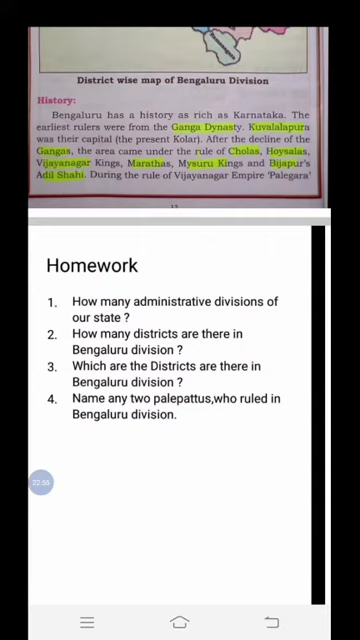 District wise map of Bengaluru Division
History:
Bengaluru has a history as rich as Karnataka. The
earliest rulers were from the Ganga Dynasty. Kuvalalapura
was their capital (the present Kolar). After the decline of the
Gangas, the area came under the rule of Cholas, Hoysalas,
Vijayanagar Kings, Marathas, Mysuru Kings and Bijapur's
Adil Shahi. During the rule of Vijayanagar Empire 'Palegara'
Homework
1. How many administrative divisions of
our state ?
2. How many districts are there in
Bengaluru division ?
3. Which are the Districts are there in
Bengaluru division ?
4. Name any two palepattus,who ruled in
Bengaluru division.
22:56